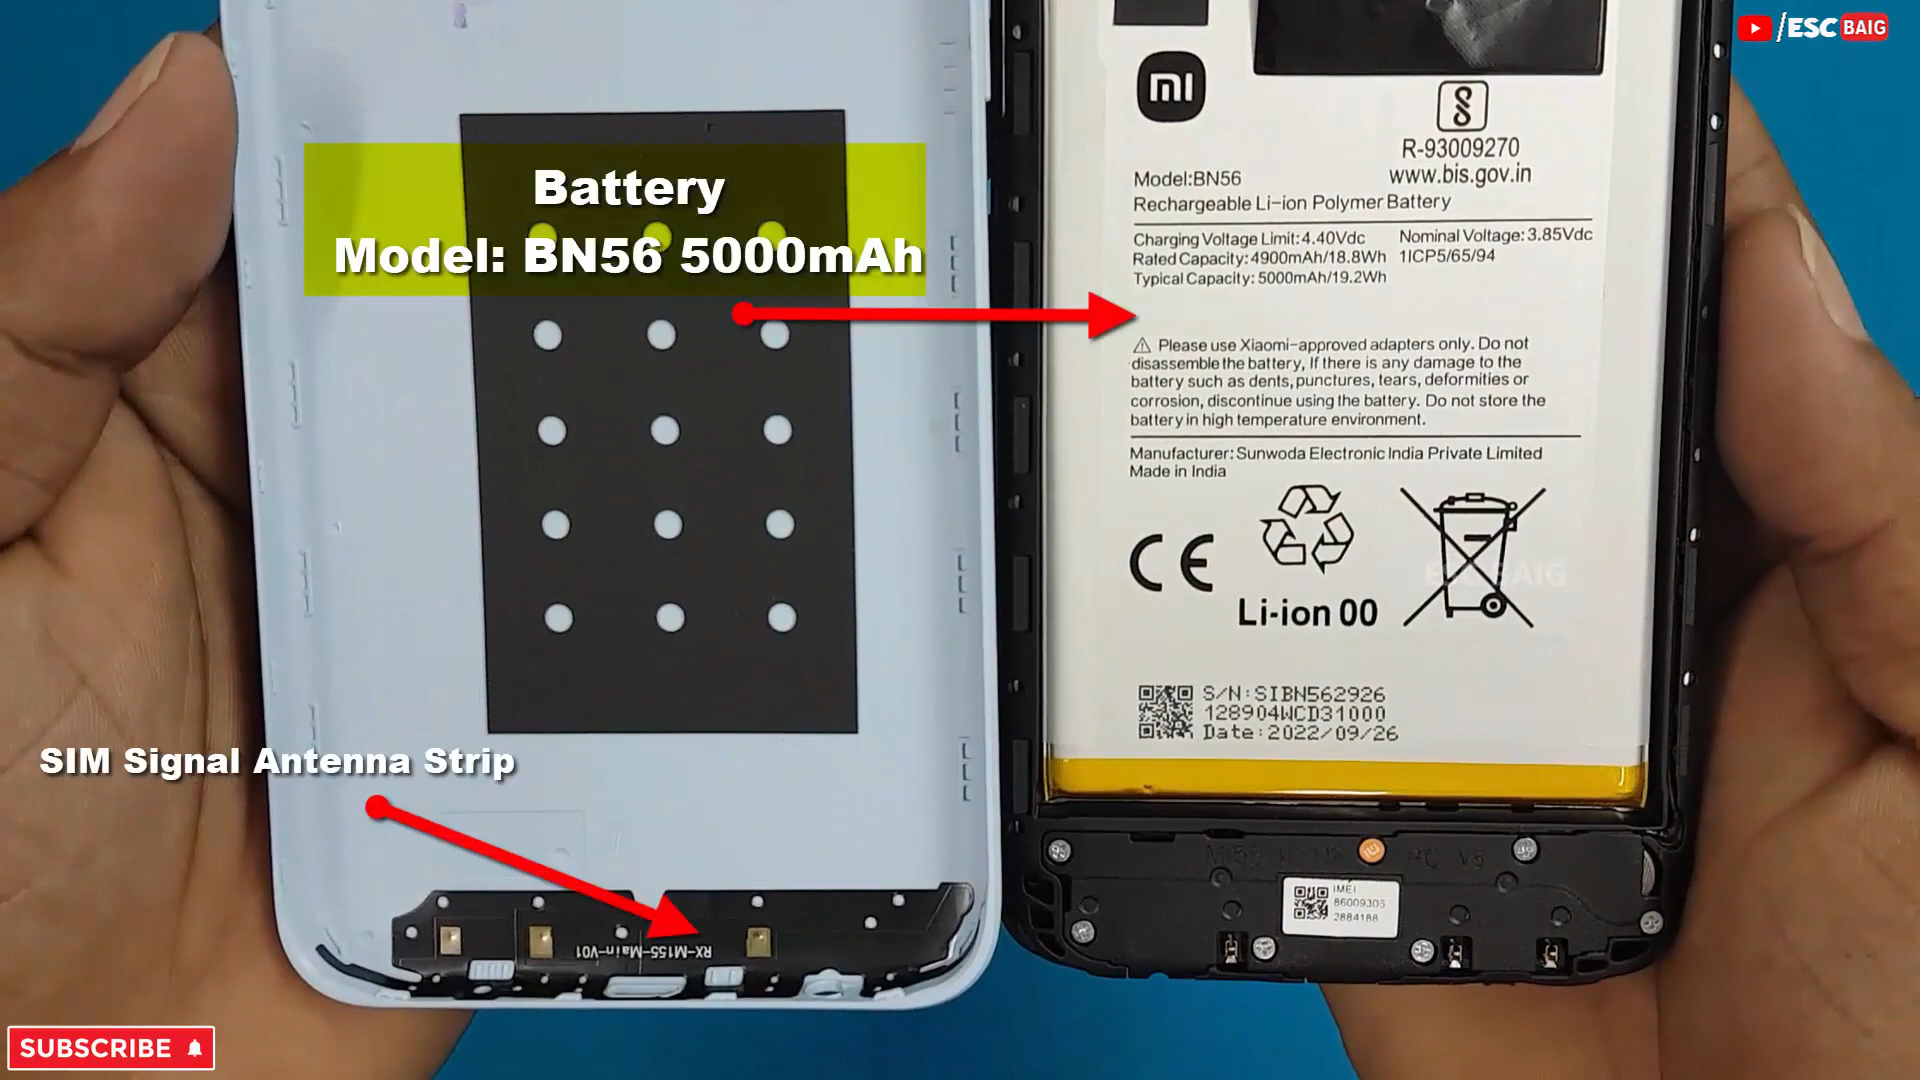 /ESC BAIG
mi
R-93009270
www.bis.gov.in
Model:BN56
Rechargeable Li-ion Polymer Battery
Charging Voltage Limit:4.40Vdc Nominal Voltage:3.85Vdc
Rated Capacity:4900mAh/18.8Wh 1ICP5/65/94
Typical Capacity:5000mAh/19.2Wh
Battery
Model: BN56 5000mAh
⚠ Please use Xiaomi-approved adapters only. Do not
disassemble the battery, If there is any damage to the
battery such as dents, punctures, tears, deformities or
corrosion, discontinue using the battery. Do not store the
battery in high temperature environment.
Manufacturer: Sunwoda Electronic India Private Limited
Made in India
CE
ESC BAIG
Li-ion 00
S/N:SIBN562926
128904WCD31000
Date:2022/09/26
SIM Signal Antenna Strip
IMEI
86009306
2884188
RX-M155-Main-V01
SUBSCRIBE